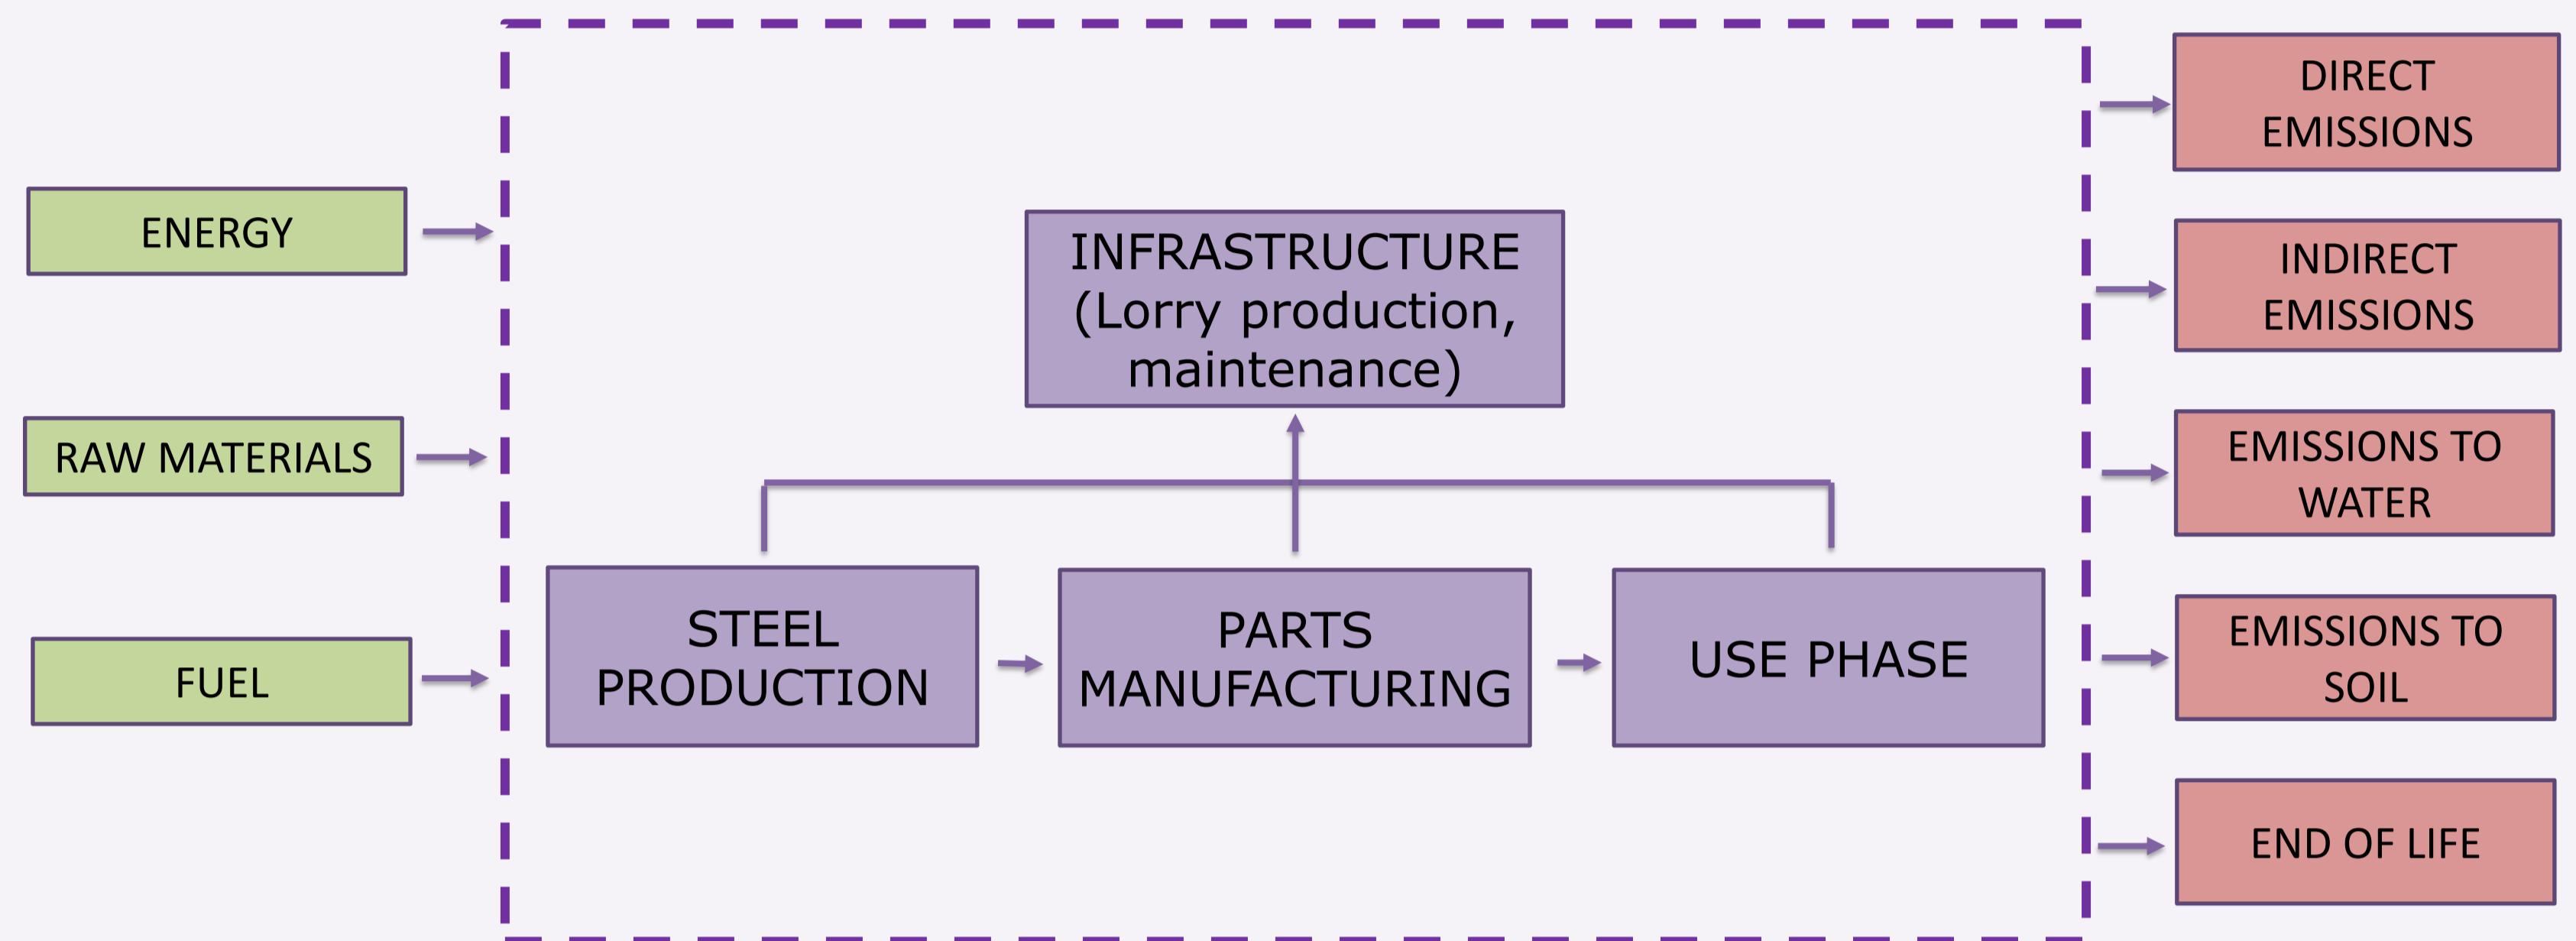 ENERGY
RAW MATERIALS
FUEL
INFRASTRUCTURE
(Lorry production,
maintenance)
STEEL
PRODUCTION
PARTS
MANUFACTURING
USE PHASE
DIRECT
EMISSIONS
INDIRECT
EMISSIONS
EMISSIONS TO
WATER
EMISSIONS TO
SOIL
END OF LIFE